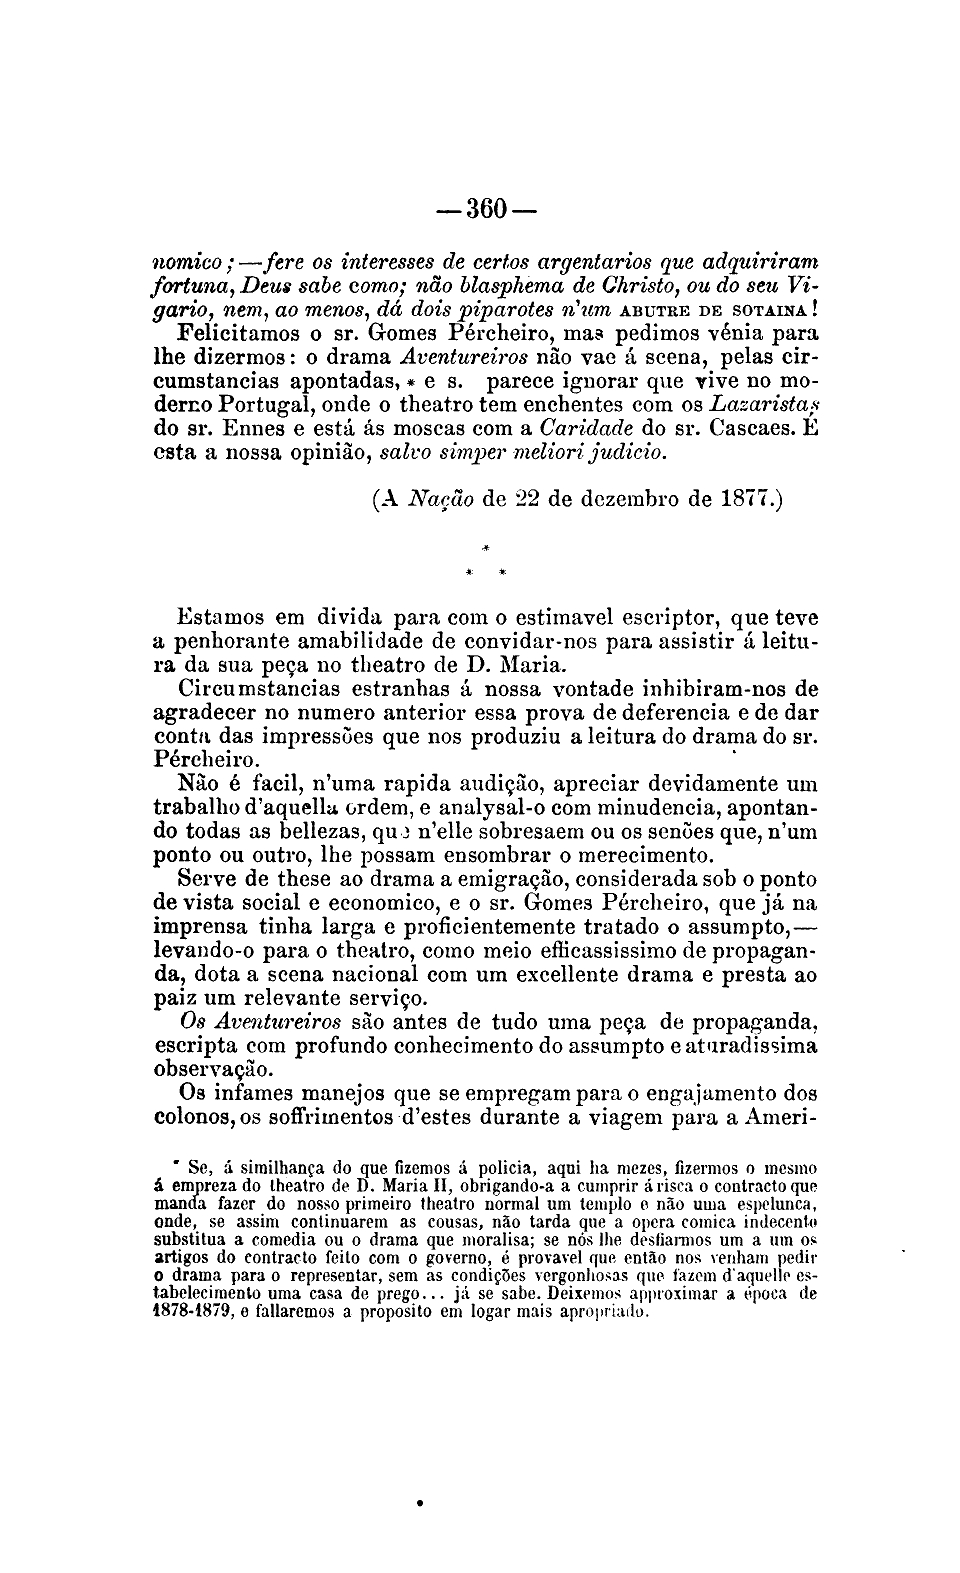 — 360 —
nomico; — fere os interesses de certos argentarios que adquiriram
fortuna, Deus sabe como; não blasphema de Christo, ou do seu Vi-
gario, nem, ao menos, dá dois piparotes n'um ABUTRE DE SOTAINA!
Felicitamos o sr. Gomes Pércheiro, mas pedimos vénia para
lhe dizermos: o drama Aventureiros não vae á scena, pelas cir-
cumstancias apontadas, * e s. parece ignorar que vive no mo-
derno Portugal, onde o theatro tem enchentes com os Lazaristas
do sr. Ennes e está ás moscas com a Caridade do sr. Cascaes. É
esta a nossa opinião, salvo simper meliori judicio.
(A Nação de 22 de dezembro de 1877.)
*
* *
Estamos em divida para com o estimavel escriptor, que teve
a penhorante amabilidade de convidar-nos para assistir á leitu-
ra da sua peça no theatro de D. Maria.
Circumstancias estranhas á nossa vontade inhibiram-nos de
agradecer no numero anterior essa prova de deferencia e de dar
conta das impressões que nos produziu a leitura do drama do sr.
Pércheiro.
Não é facil, n'uma rapida audição, apreciar devidamente um
trabalho d'aquella ordem, e analysal-o com minudencia, apontan-
do todas as bellezas, que n'elle sobresaem ou os senões que, n'um
ponto ou outro, lhe possam ensombrar o merecimento.
Serve de these ao drama a emigração, considerada sob o ponto
de vista social e economico, e o sr. Gomes Pércheiro, que já na
imprensa tinha larga e proficientemente tratado o assumpto,—
levando-o para o theatro, como meio efficassissimo de propagan-
da, dota a scena nacional com um excellente drama e presta ao
paiz um relevante serviço.
Os Aventureiros são antes de tudo uma peça de propaganda,
escripta com profundo conhecimento do assumpto e aturadissima
observação.
Os infames manejos que se empregam para o engajamento dos
colonos, os soffrimentos d'estes durante a viagem para a Ameri-
* Se, á similhança do que fizemos á policia, aqui ha mezes, fizermos o mesmo
á empreza do theatro de D. Maria II, obrigando-a a cumprir á risca o contracto que
manda fazer do nosso primeiro theatro normal um templo e não uma espelunca,
onde, se assim continuarem as cousas, não tarda que a opera comica indecente
substitua a comedia ou o drama que moralisa; se nós lhe desfiarmos um a um os
artigos do contracto feito com o governo, é provavel que então nos venham pedir
o drama para o representar, sem as condições vergonhosas que fazem d'aquelle es-
tabelecimento uma casa de prego... já se sabe. Deixemos approximar a época de
1878-1879, e fallaremos a proposito em logar mais apropriado.